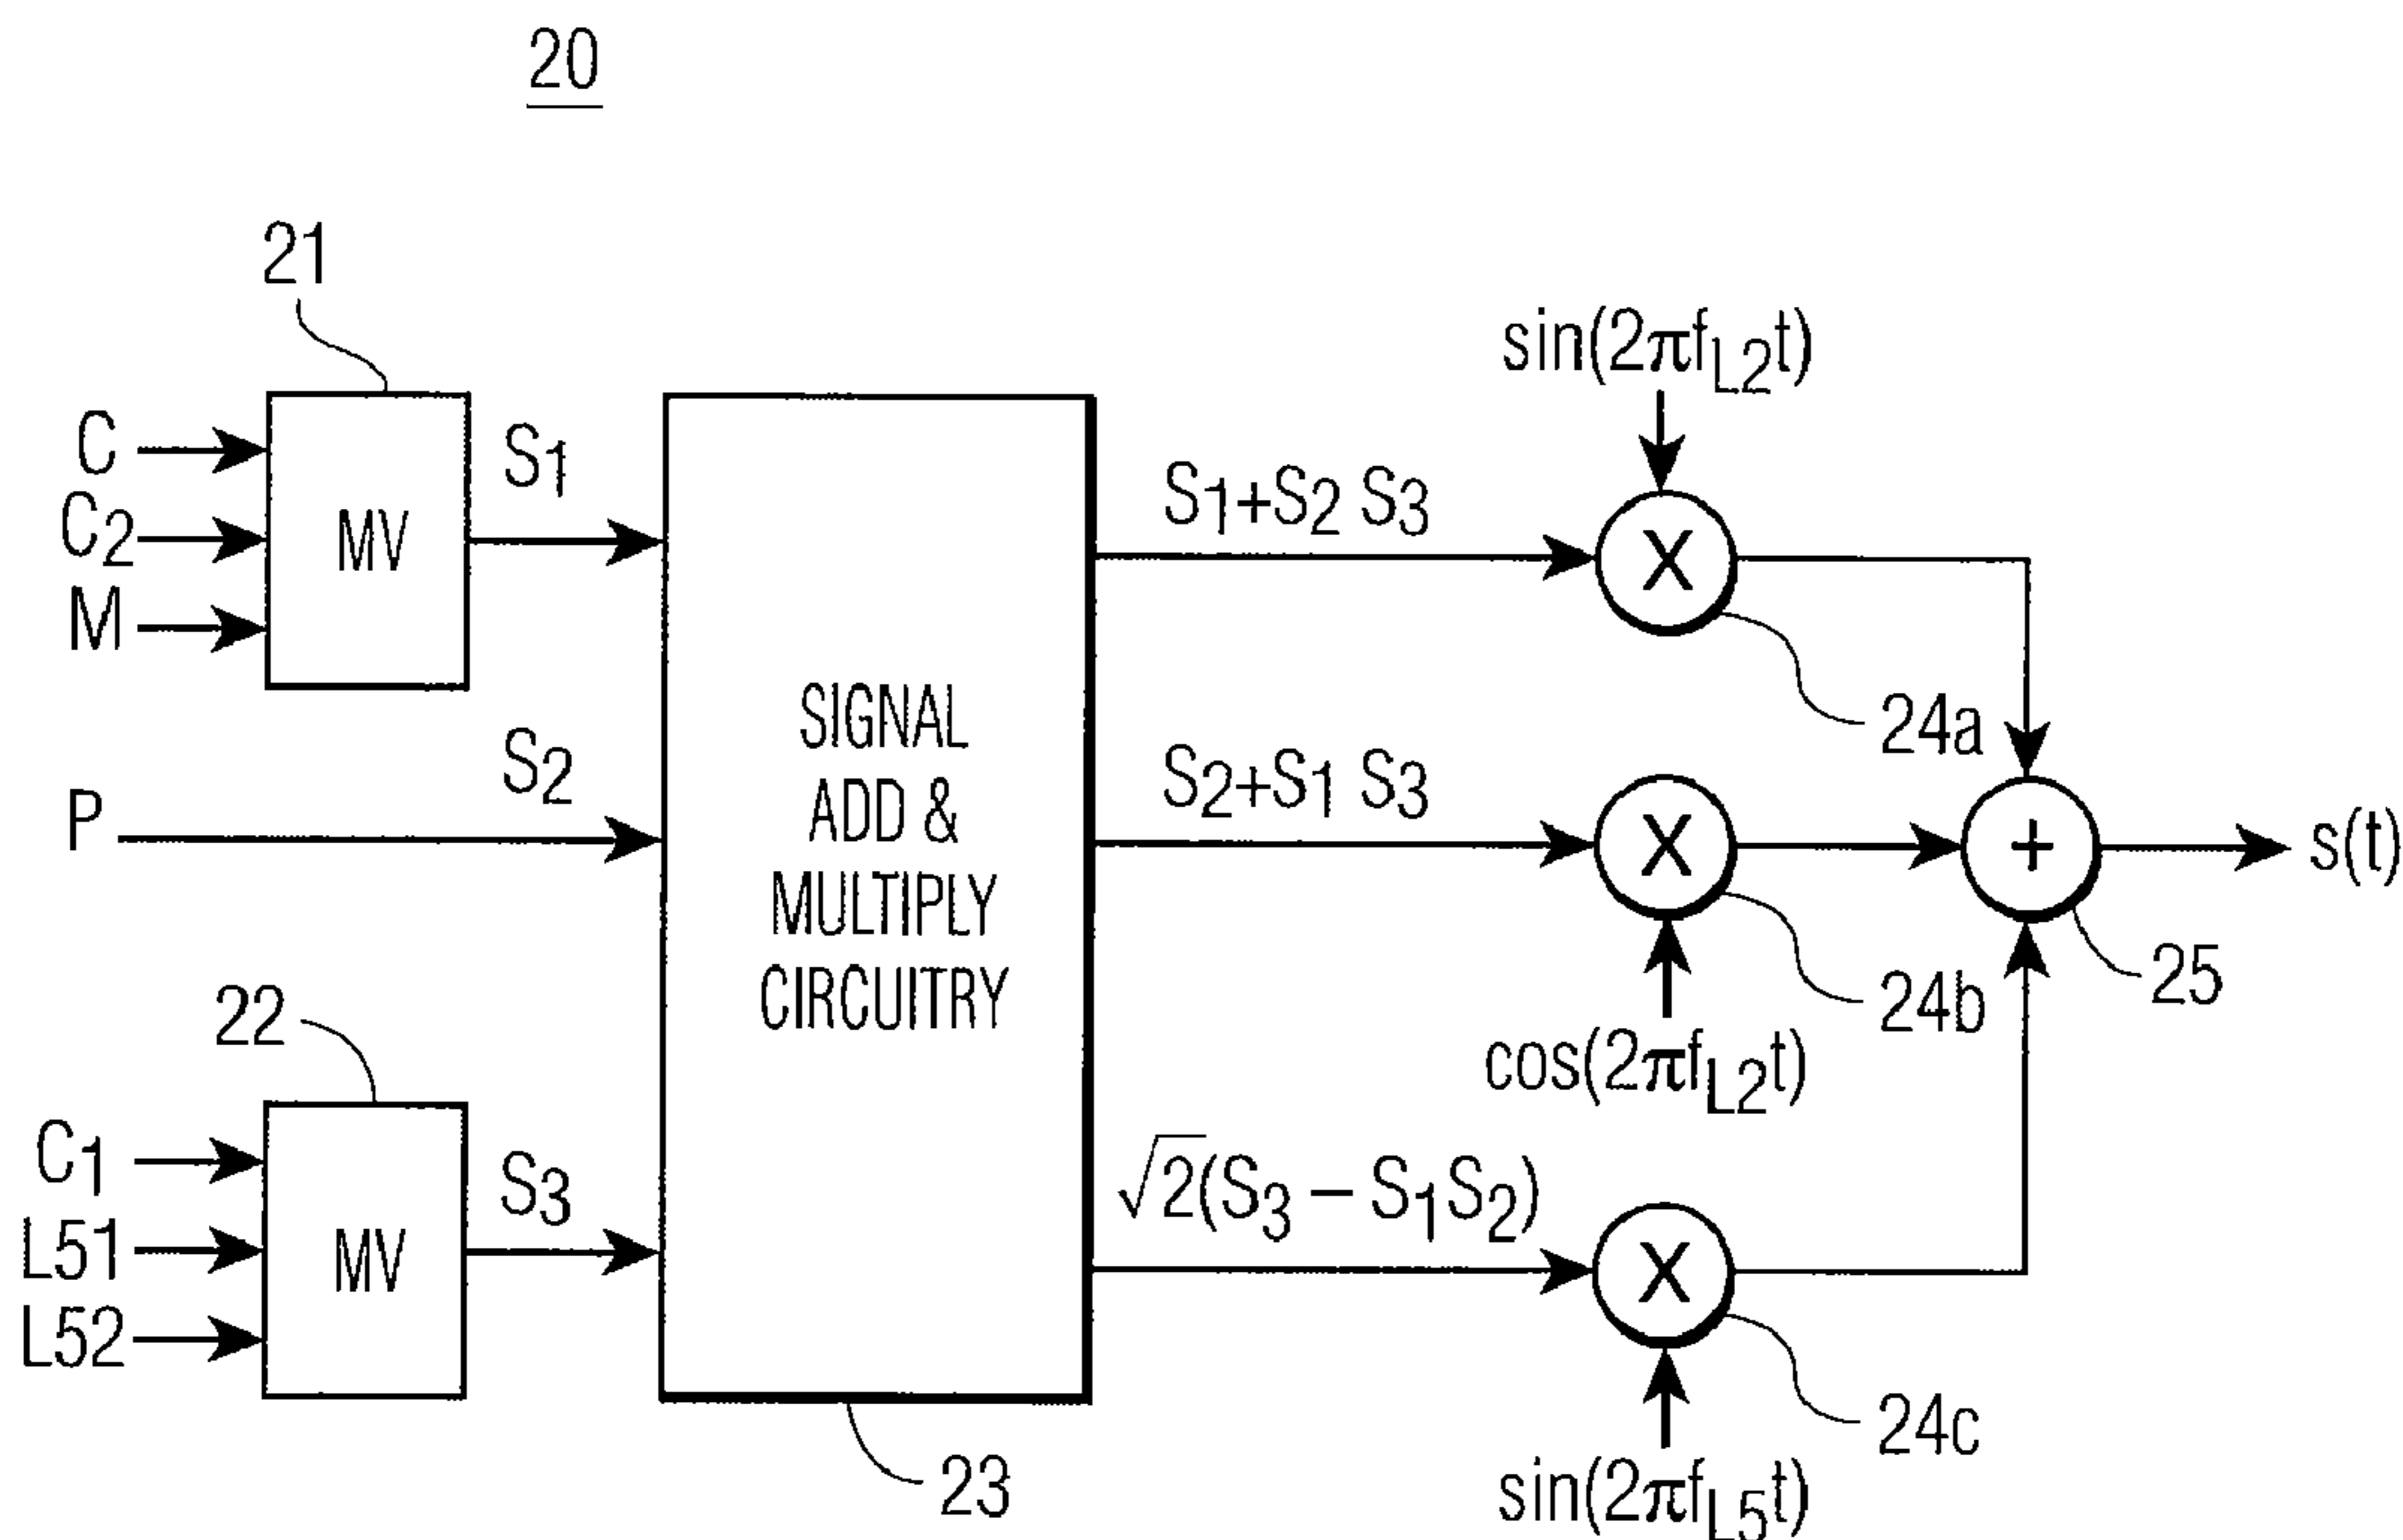 20
21
C
C2
M
MV
S1
P
S2
22
C1
L51
L52
MV
S3
SIGNAL
ADD &
MULTIPLY
CIRCUITRY
23
S1+S2 S3
S2+S1 S3
√2(S3 – S1S2)
sin(2πfL2t)
X
24a
X
24b
cos(2πfL2t)
X
24c
sin(2πfL5t)
+
25
s(t)